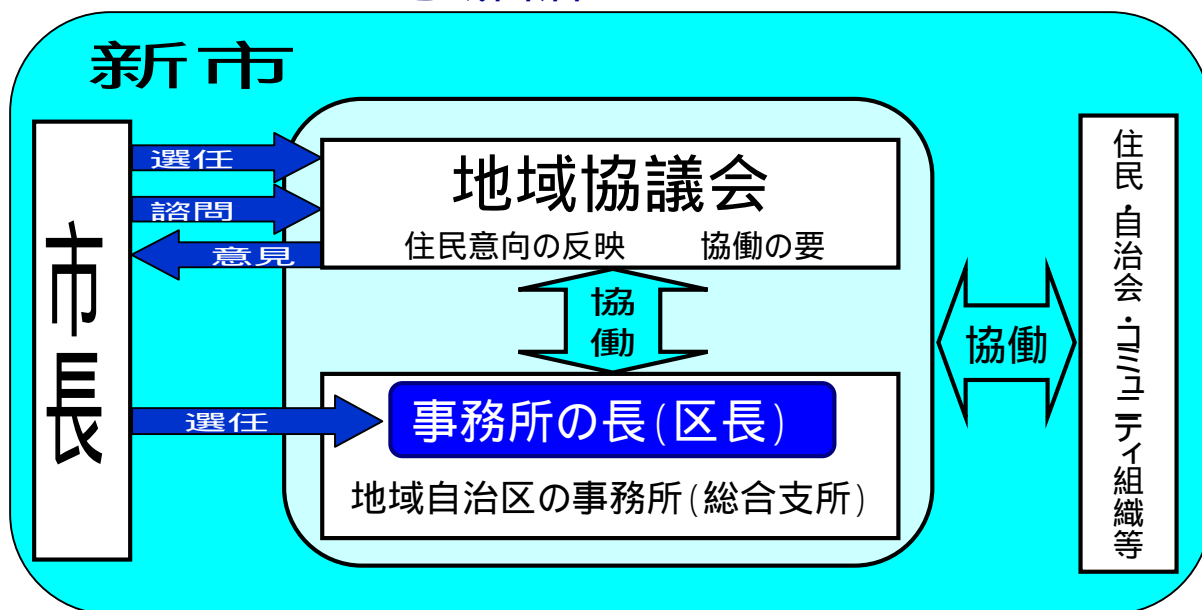 新市
市長
選任
諮問
意見
選任
地域協議会
住民意向の反映 協働の要
協働
事務所の長(区長)
地域自治区の事務所(総合支所)
協働
住民・自治会・コミュニティ組織等